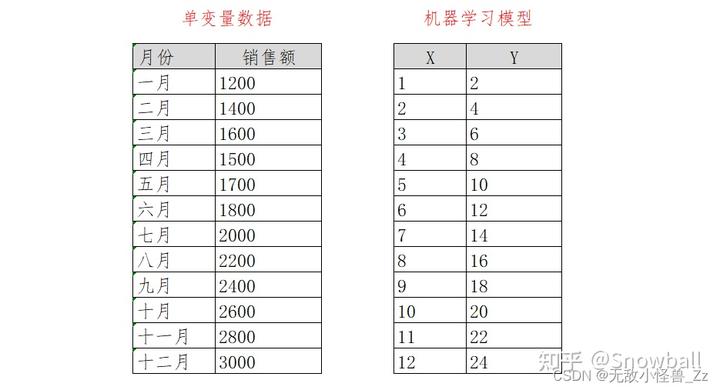 单变量数据
机器学习模型
月份 销售额
一月 1200
二月 1400
三月 1600
四月 1500
五月 1700
六月 1800
七月 2000
八月 2200
九月 2400
十月 2600
十一月 2800
十二月 3000
X Y
1 2
2 4
3 6
4 8
5 10
6 12
7 14
8 16
9 18
10 20
11 22
12 24
知乎 @Snowball
CSDN @无敌小怪兽_Zz